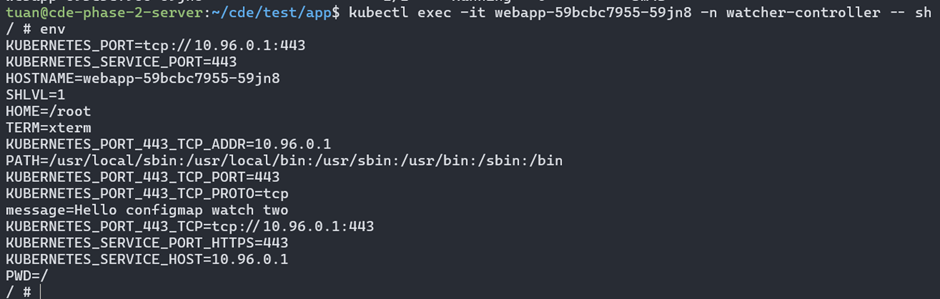 tuan@cde-phase-2-server:~/cde/test/app$ kubectl exec -it webapp-59bcbc7955-59jn8 -n watcher-controller -- sh
/ # env
KUBERNETES_PORT=tcp://10.96.0.1:443
KUBERNETES_SERVICE_PORT=443
HOSTNAME=webapp-59bcbc7955-59jn8
SHLVL=1
HOME=/root
TERM=xterm
KUBERNETES_PORT_443_TCP_ADDR=10.96.0.1
PATH=/usr/local/sbin:/usr/local/bin:/usr/sbin:/usr/bin:/sbin:/bin
KUBERNETES_PORT_443_TCP_PORT=443
KUBERNETES_PORT_443_TCP_PROTO=tcp
message=Hello configmap watch two
KUBERNETES_PORT_443_TCP=tcp://10.96.0.1:443
KUBERNETES_SERVICE_PORT_HTTPS=443
KUBERNETES_SERVICE_HOST=10.96.0.1
PWD=/
/ #